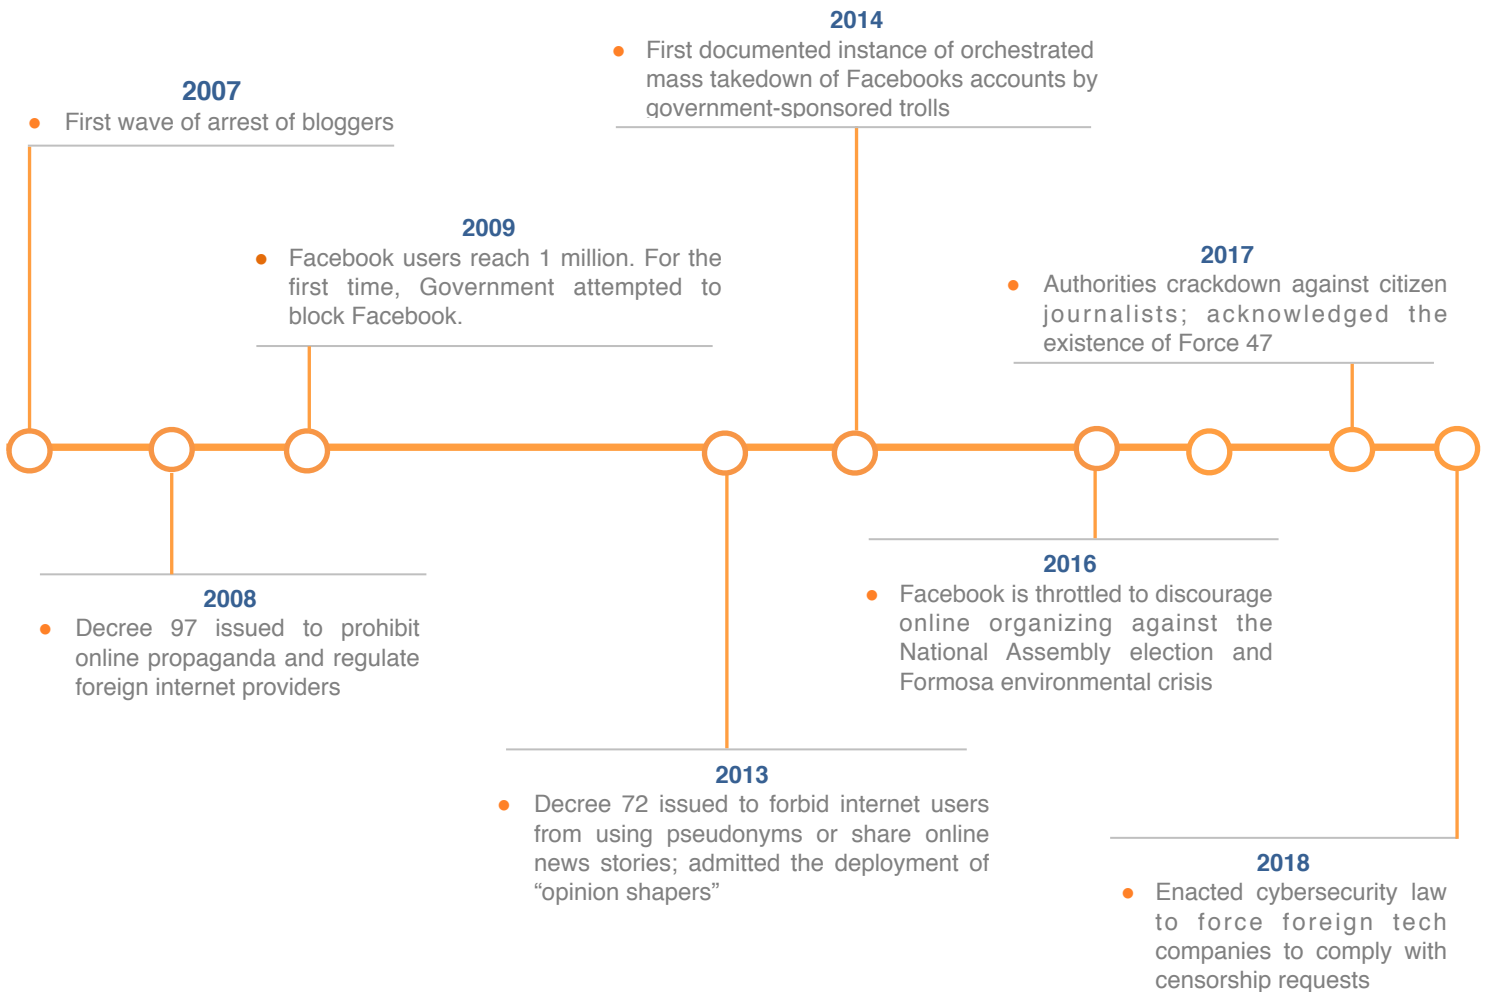 2014
First documented instance of orchestrated
mass takedown of Facebooks accounts by
government-sponsored trolls
2007
First wave of arrest of bloggers
2009
Facebook users reach 1 million. For the
first time, Government attempted to
block Facebook.
2017
Authorities crackdown against citizen
journalists; acknowledged the
existence of Force 47
2008
Decree 97 issued to prohibit
online propaganda and regulate
foreign internet providers
2016
Facebook is throttled to discourage
online organizing against the
National Assembly election and
Formosa environmental crisis
2013
Decree 72 issued to forbid internet users
from using pseudonyms or share online
news stories; admitted the deployment of
“opinion shapers”
2018
Enacted cybersecurity law
to force foreign tech
companies to comply with
censorship requests